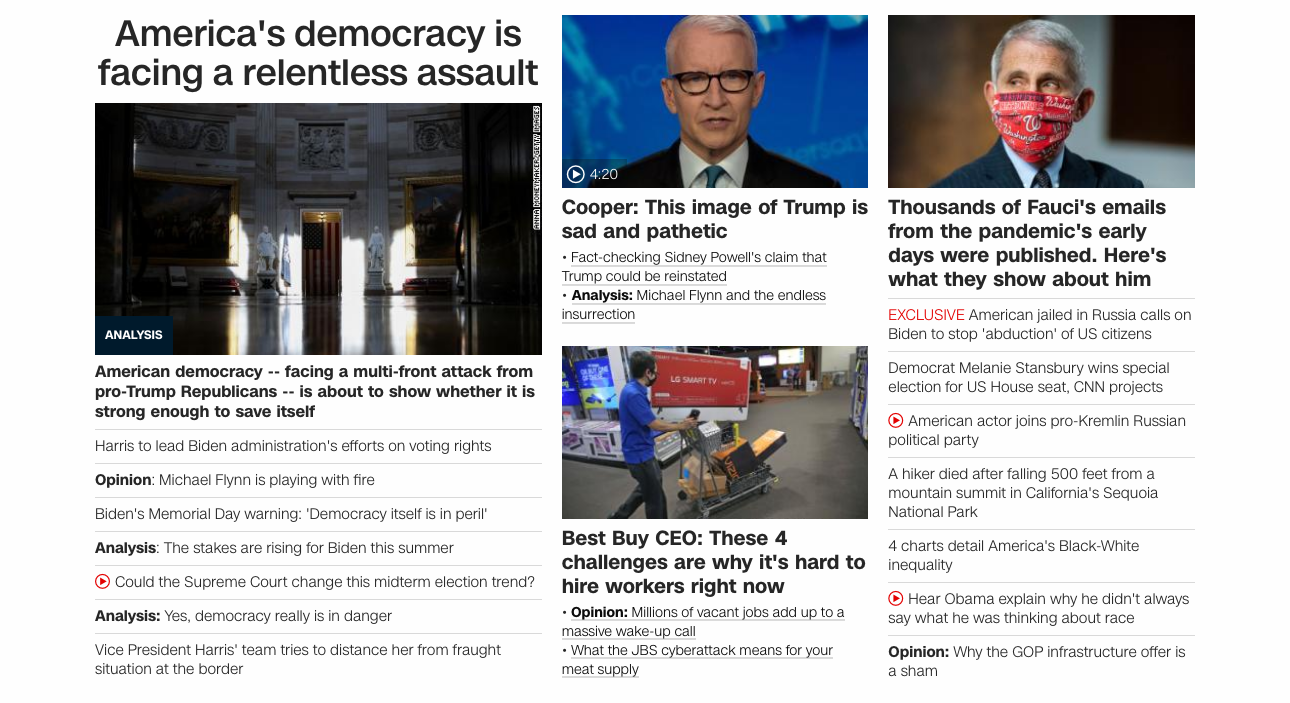 America's democracy is
facing a relentless assault
ANNA MONEYMAKER/GETTY IMAGES
ANALYSIS
American democracy -- facing a multi-front attack from
pro-Trump Republicans -- is about to show whether it is
strong enough to save itself
Harris to lead Biden administration's efforts on voting rights
Opinion: Michael Flynn is playing with fire
Biden's Memorial Day warning: 'Democracy itself is in peril'
Analysis: The stakes are rising for Biden this summer
Could the Supreme Court change this midterm election trend?
Analysis: Yes, democracy really is in danger
Vice President Harris' team tries to distance her from fraught
situation at the border
4:20
Cooper: This image of Trump is
sad and pathetic
• Fact-checking Sidney Powell's claim that
Trump could be reinstated
• Analysis: Michael Flynn and the endless
insurrection
LG SMART TV
Best Buy CEO: These 4
challenges are why it's hard to
hire workers right now
• Opinion: Millions of vacant jobs add up to a
massive wake-up call
• What the JBS cyberattack means for your
meat supply
Washington
W
Washington
Thousands of Fauci's emails
from the pandemic's early
days were published. Here's
what they show about him
EXCLUSIVE American jailed in Russia calls on
Biden to stop 'abduction' of US citizens
Democrat Melanie Stansbury wins special
election for US House seat, CNN projects
American actor joins pro-Kremlin Russian
political party
A hiker died after falling 500 feet from a
mountain summit in California's Sequoia
National Park
4 charts detail America's Black-White
inequality
Hear Obama explain why he didn't always
say what he was thinking about race
Opinion: Why the GOP infrastructure offer is
a sham